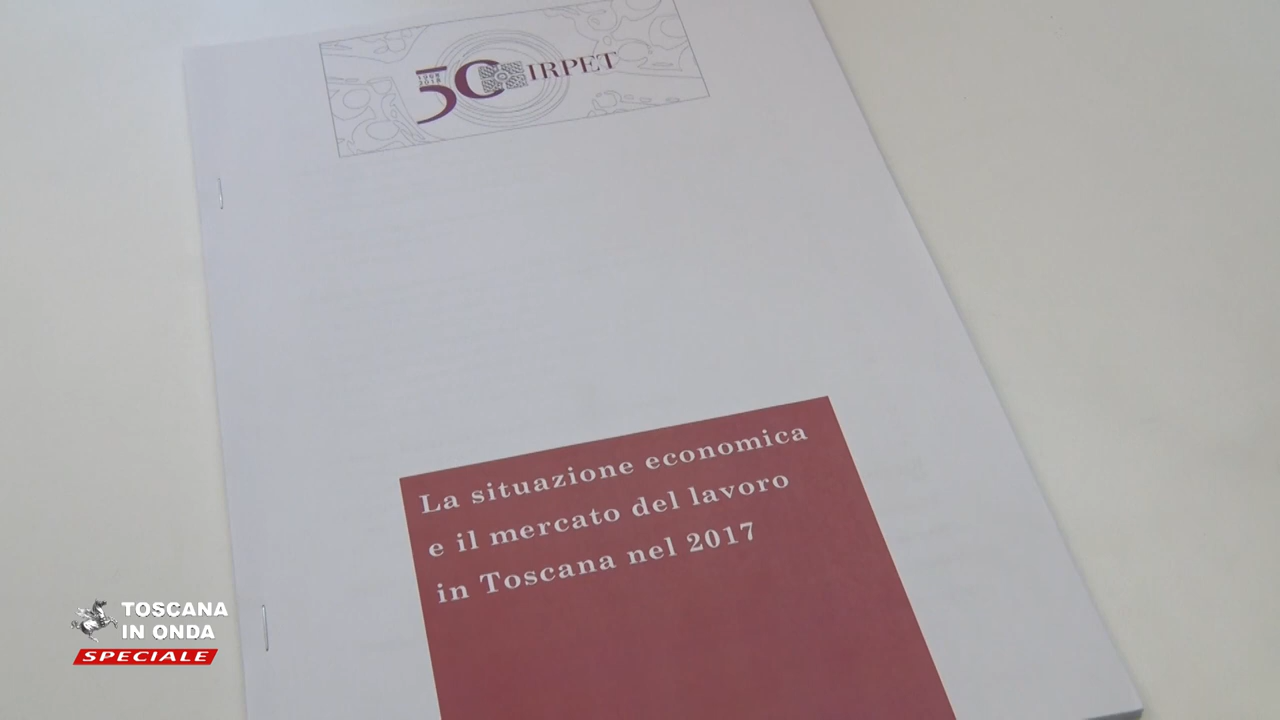 50
1968
2018
IRPET
La situazione economica
e il mercato del lavoro
in Toscana nel 2017
TOSCANA
IN ONDA
SPECIALE